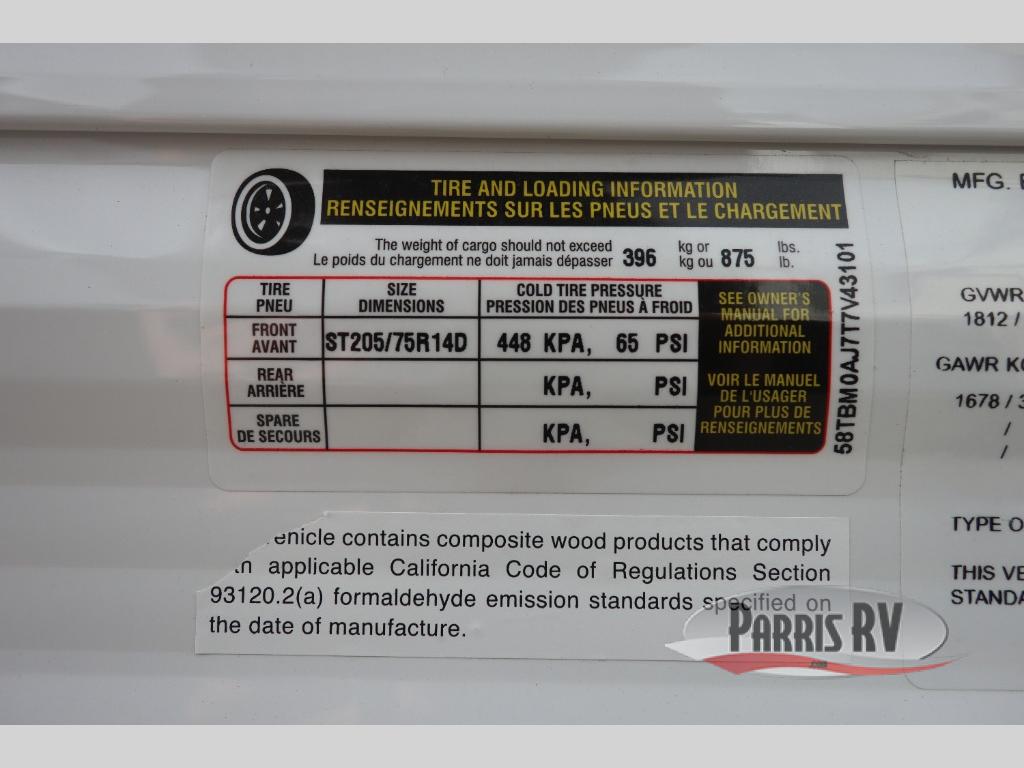 TIRE AND LOADING INFORMATION
RENSEIGNEMENTS SUR LES PNEUS ET LE CHARGEMENT
The weight of cargo should not exceed 396 kg or 875 lbs.
Le poids du chargement ne doit jamais dépasser kg ou lb.
TIRE PNEU
SIZE DIMENSIONS
COLD TIRE PRESSURE
PRESSION DES PNEUS À FROID
SEE OWNER'S
MANUAL FOR
ADDITIONAL
INFORMATION
VOIR LE MANUEL
DE L'USAGER
POUR PLUS DE
RENSEIGNEMENTS
FRONT
AVANT
ST205/75R14D 448 KPA, 65 PSI
REAR
ARRIÈRE
KPA, PSI
SPARE
DE SECOURS
KPA, PSI
58TBM0AJ7T7V43101
MFG.
GVWR
1812 /
GAWR
1678 / 3
/
/
TYPE O
THIS VE
STANDA
enicle contains composite wood products that comply
applicable California Code of Regulations Section
93120.2(a) formaldehyde emission standards specified on
the date of manufacture.
PARRIS RV
.com